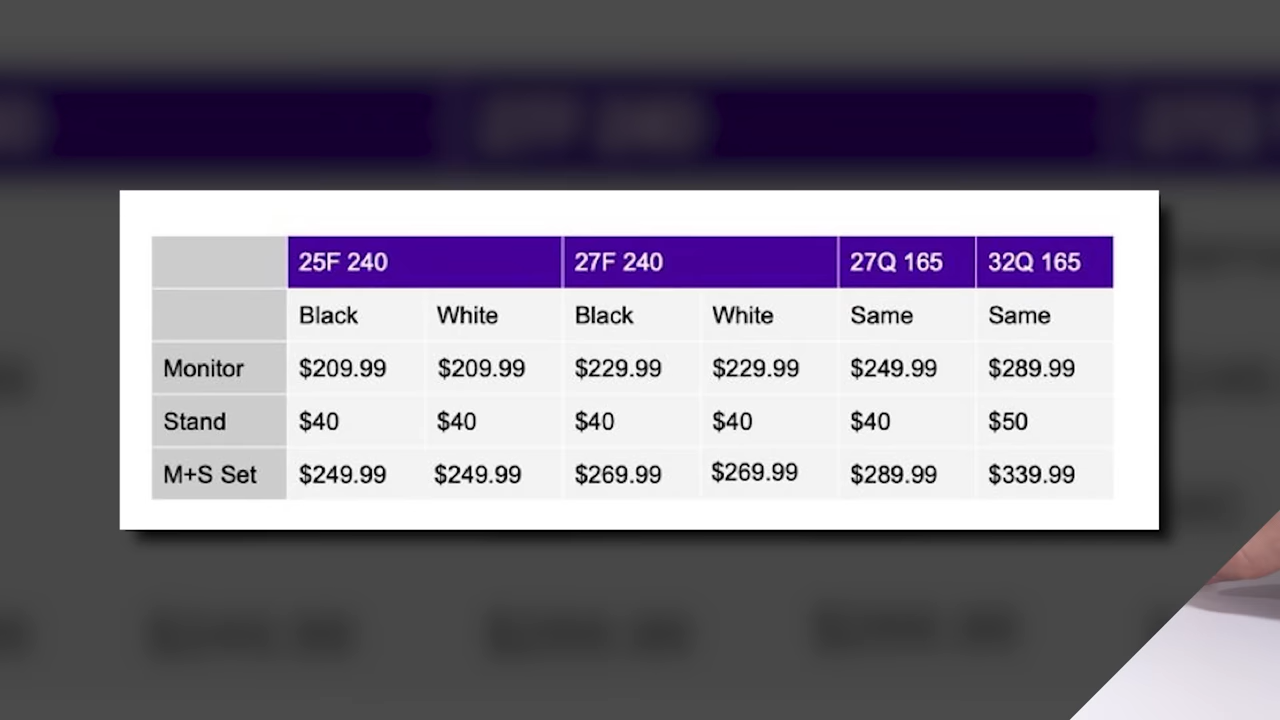 25F 240 27F 240 27Q 165 32Q 165
Black White Black White Same Same
Monitor $209.99 $209.99 $229.99 $229.99 $249.99 $289.99
Stand $40 $40 $40 $40 $40 $50
M+S Set $249.99 $249.99 $269.99 $269.99 $289.99 $339.99